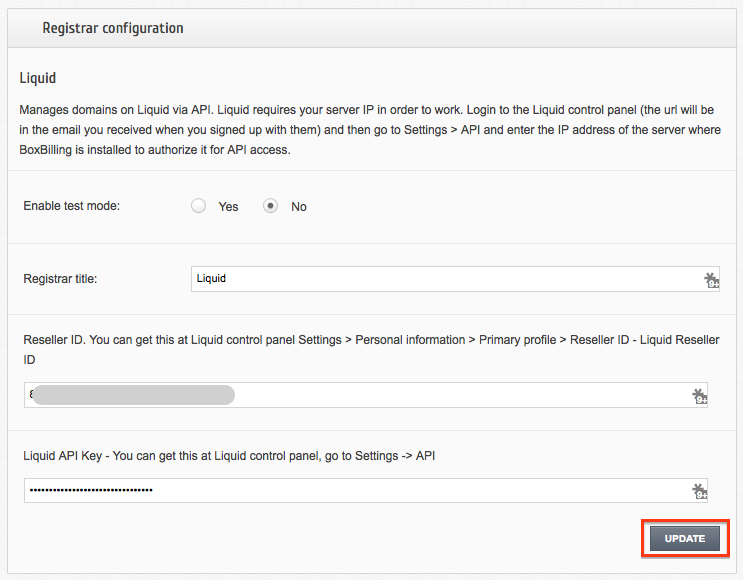 Registrar configuration
Liquid
Manages domains on Liquid via API. Liquid requires your server IP in order to work. Login to the Liquid control panel (the url will be
in the email you received when you signed up with them) and then go to Settings > API and enter the IP address of the server where
BoxBilling is installed to authorize it for API access.
Enable test mode: Yes No
Registrar title: Liquid
Reseller ID. You can get this at Liquid control panel Settings > Personal information > Primary profile > Reseller ID - Liquid Reseller
ID
Liquid API Key - You can get this at Liquid control panel, go to Settings -> API
UPDATE